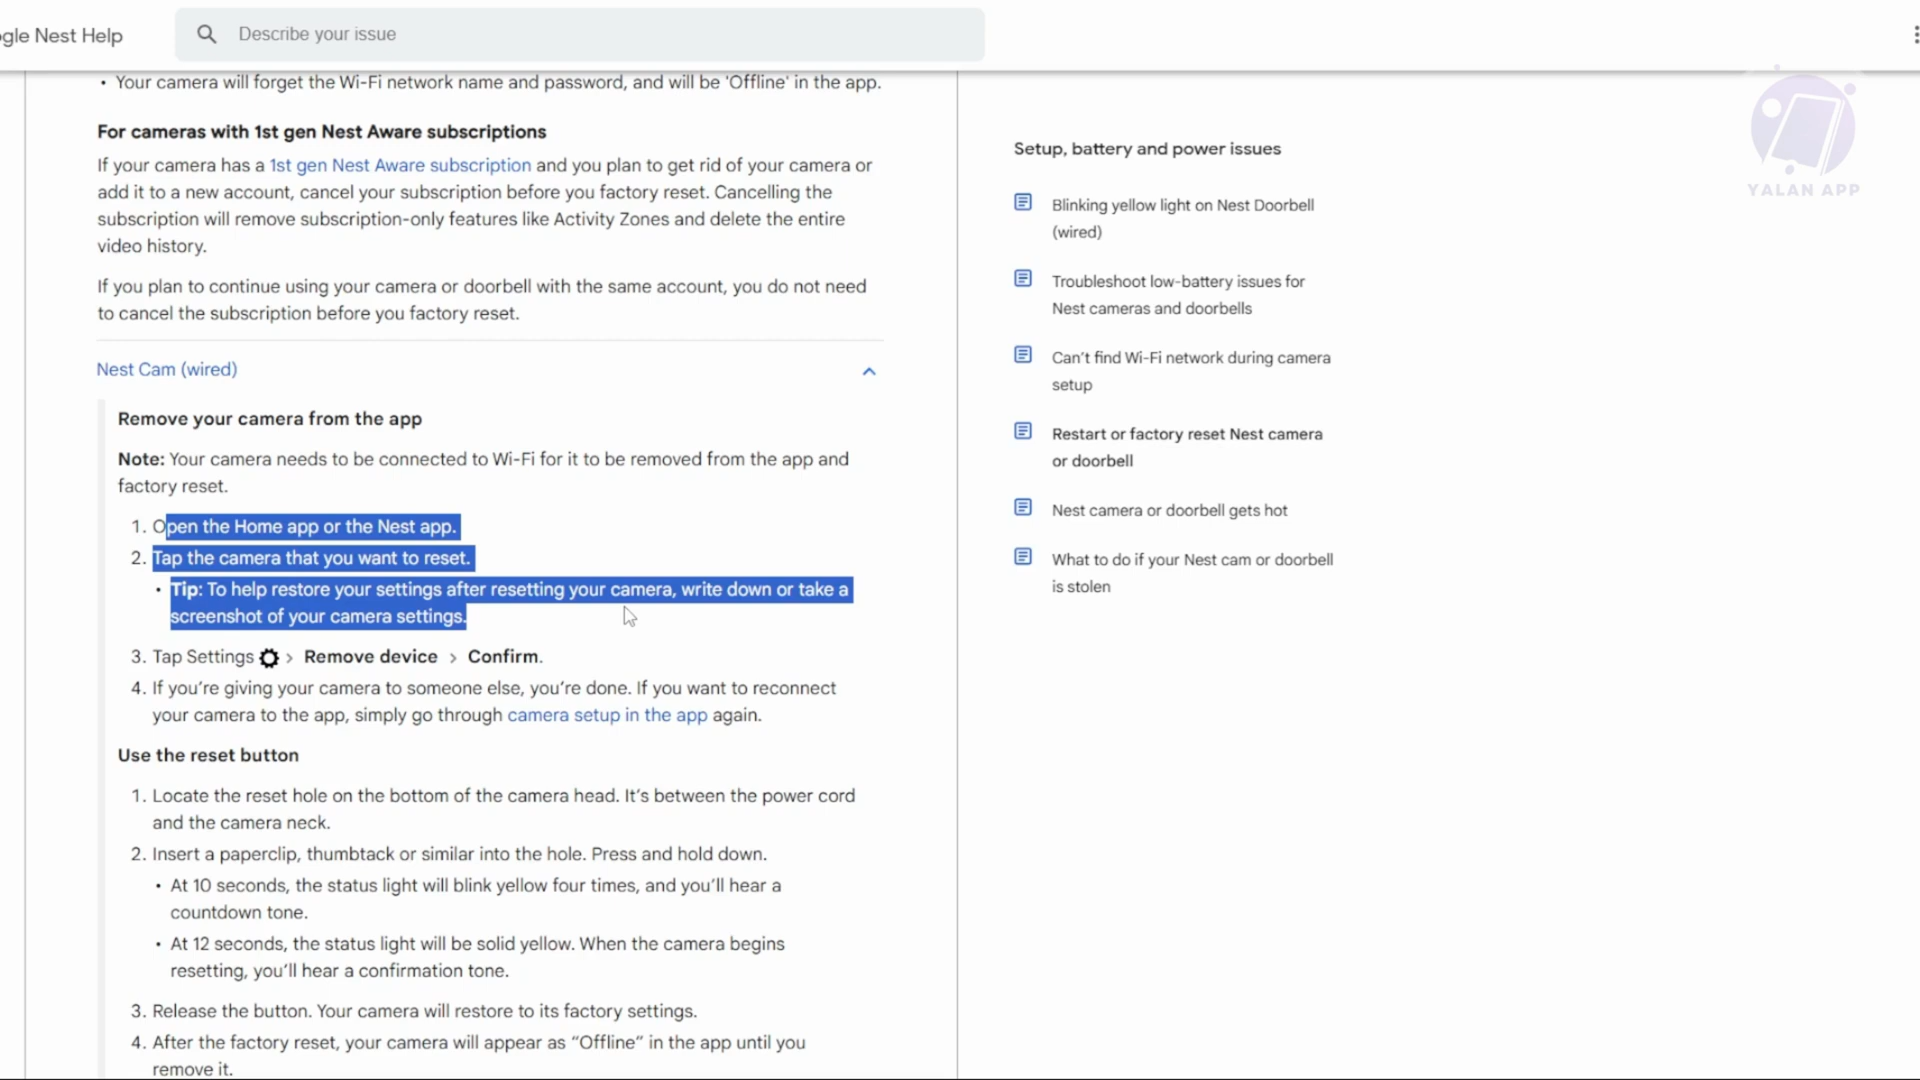 gle Nest Help
Describe your issue
• Your camera will forget the Wi-Fi network name and password, and will be 'Offline' in the app.
For cameras with 1st gen Nest Aware subscriptions
If your camera has a 1st gen Nest Aware subscription and you plan to get rid of your camera or
add it to a new account, cancel your subscription before you factory reset. Cancelling the
subscription will remove subscription-only features like Activity Zones and delete the entire
video history.
If you plan to continue using your camera or doorbell with the same account, you do not need
to cancel the subscription before you factory reset.
Nest Cam (wired)
Remove your camera from the app
Note: Your camera needs to be connected to Wi-Fi for it to be removed from the app and
factory reset.
1. Open the Home app or the Nest app.
2. Tap the camera that you want to reset.
• Tip: To help restore your settings after resetting your camera, write down or take a
screenshot of your camera settings.
3. Tap Settings > Remove device > Confirm.
4. If you’re giving your camera to someone else, you’re done. If you want to reconnect
your camera to the app, simply go through camera setup in the app again.
Use the reset button
1. Locate the reset hole on the bottom of the camera head. It’s between the power cord
and the camera neck.
2. Insert a paperclip, thumbtack or similar into the hole. Press and hold down.
• At 10 seconds, the status light will blink yellow four times, and you’ll hear a
countdown tone.
• At 12 seconds, the status light will be solid yellow. When the camera begins
resetting, you’ll hear a confirmation tone.
3. Release the button. Your camera will restore to its factory settings.
4. After the factory reset, your camera will appear as “Offline” in the app until you
remove it.
Setup, battery and power issues
Blinking yellow light on Nest Doorbell
(wired)
Troubleshoot low-battery issues for
Nest cameras and doorbells
Can’t find Wi-Fi network during camera
setup
Restart or factory reset Nest camera
or doorbell
Nest camera or doorbell gets hot
What to do if your Nest cam or doorbell
is stolen
YALAN APP